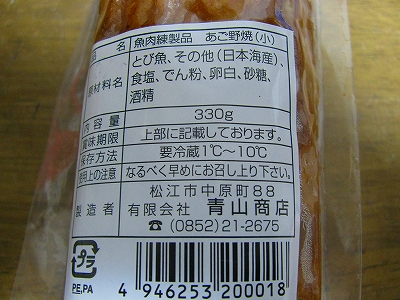 品名 魚肉練製品 あご野焼(小)
原材料名 とび魚、その他(日本海産)、
食塩、でん粉、卵白、砂糖、
酒精
内容量 330g
賞味期限 上部に記載しております。
保存方法 要冷蔵1℃~10℃
使用上の注意 なるべく早めにお召し上り下さい。
製造者 松江市中原町88
有限会社 青山商店
☎(0852)21-2675
プラ
PE,PA
4 946253 200018